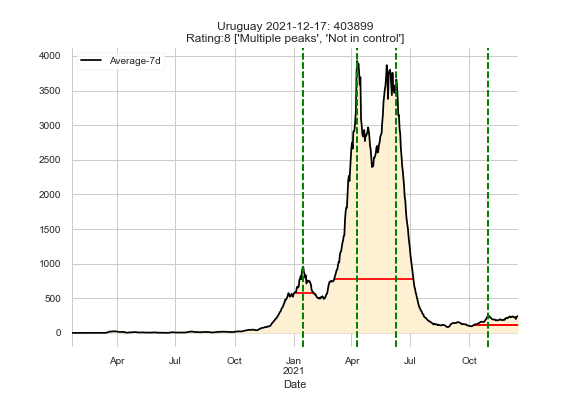 Uruguay 2021-12-17: 403899
Rating:8 ['Multiple peaks', 'Not in control']
Average-7d
4000
3500
3000
2500
2000
1500
1000
500
0
Apr Jul Oct Jan Apr Jul Oct
2021
Date